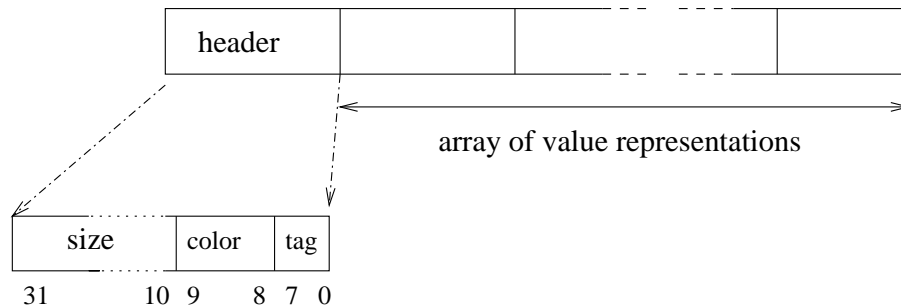 header
array of value representations
size color tag
31 10 9 8 7 0